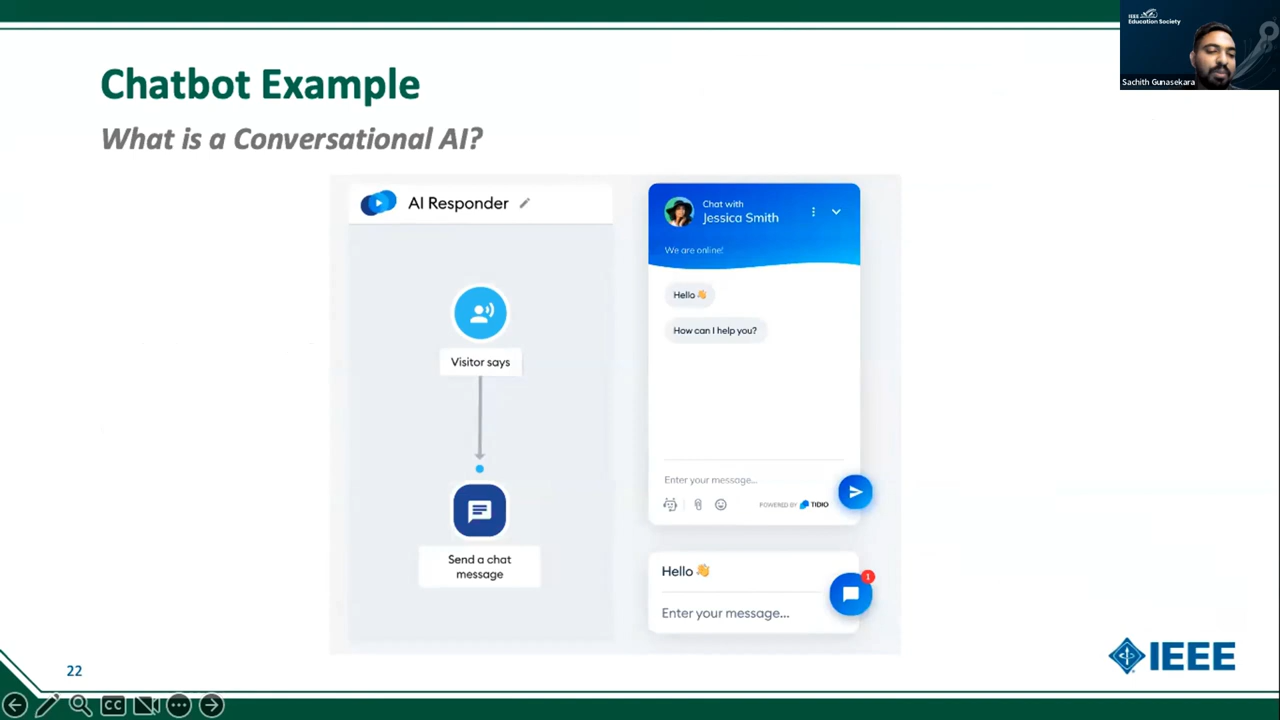 IEEE
Education Society
Sachith Gunasekara
Chatbot Example
What is a Conversational AI?
AI Responder
Visitor says
Send a chat
message
Chat with
Jessica Smith
We are online!
Hello 👋
How can I help you?
Enter your message...
POWERED BY TIDIO
Hello 👋
1
Enter your message...
22
IEEE
CC